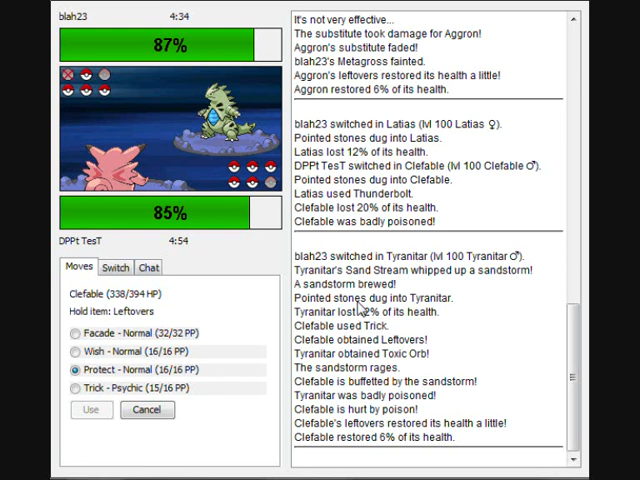 blah23
4:34
87%
85%
DPPt TesT
4:54
Moves
Switch
Chat
Clefable (338/394 HP)
Hold item: Leftovers
Facade - Normal (32/32 PP)
Wish - Normal (16/16 PP)
Protect - Normal (16/16 PP)
Trick - Psychic (15/16 PP)
Use
Cancel
It's not very effective...
The substitute took damage for Aggron!
Aggron's substitute faded!
blah23's Metagross fainted.
Aggron's leftovers restored its health a little!
Aggron restored 6% of its health.
blah23 switched in Latias (lvl 100 Latias ♀).
Pointed stones dug into Latias.
Latias lost 12% of its health.
DPPt TesT switched in Clefable (lvl 100 Clefable ♂).
Pointed stones dug into Clefable.
Latias used Thunderbolt.
Clefable lost 20% of its health.
Clefable was badly poisoned!
blah23 switched in Tyranitar (lvl 100 Tyranitar ♂).
Tyranitar's Sand Stream whipped up a sandstorm!
A sandstorm brewed!
Pointed stones dug into Tyranitar.
Tyranitar lost 2% of its health.
Clefable used Trick.
Clefable obtained Leftovers!
Tyranitar obtained Toxic Orb!
The sandstorm rages.
Clefable is buffetted by the sandstorm!
Tyranitar was badly poisoned!
Clefable is hurt by poison!
Clefable's leftovers restored its health a little!
Clefable restored 6% of its health.